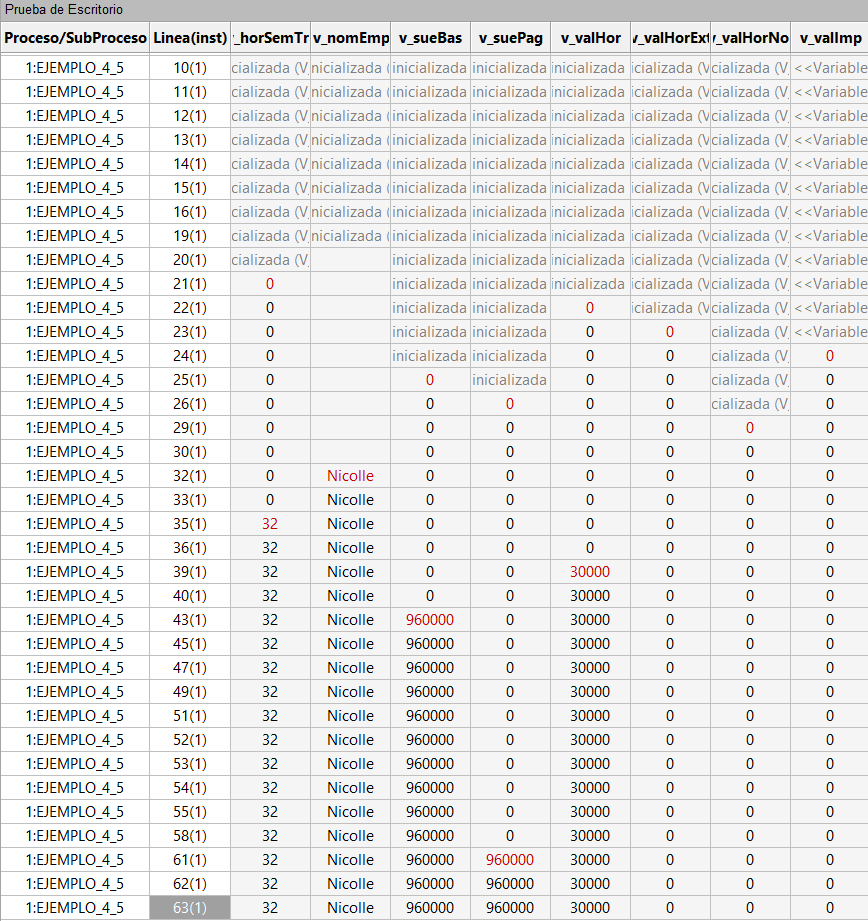 Prueba de Escritorio
Proceso/SubProceso Linea(inst) _horSemTr v_nomEmp v_sueBas v_suePag v_valHor v_valHorExt v_valHorNo v_valImp
1:EJEMPLO_4_5 10(1) cializada (V, nicializada ( inicializada inicializada inicializada icializada (V cializada (V, <<Variable
1:EJEMPLO_4_5 11(1) cializada (V, nicializada ( inicializada inicializada inicializada icializada (V cializada (V, <<Variable
1:EJEMPLO_4_5 12(1) cializada (V, nicializada ( inicializada inicializada inicializada icializada (V cializada (V, <<Variable
1:EJEMPLO_4_5 13(1) cializada (V, nicializada ( inicializada inicializada inicializada icializada (V cializada (V, <<Variable
1:EJEMPLO_4_5 14(1) cializada (V, nicializada ( inicializada inicializada inicializada icializada (V cializada (V, <<Variable
1:EJEMPLO_4_5 15(1) cializada (V, nicializada ( inicializada inicializada inicializada icializada (V cializada (V, <<Variable
1:EJEMPLO_4_5 16(1) cializada (V, nicializada ( inicializada inicializada inicializada icializada (V cializada (V, <<Variable
1:EJEMPLO_4_5 19(1) cializada (V, nicializada ( inicializada inicializada inicializada icializada (V cializada (V, <<Variable
1:EJEMPLO_4_5 20(1) cializada (V, inicializada inicializada inicializada icializada (V cializada (V, <<Variable
1:EJEMPLO_4_5 21(1) 0 inicializada inicializada inicializada icializada (V cializada (V, <<Variable
1:EJEMPLO_4_5 22(1) 0 inicializada inicializada 0 icializada (V cializada (V, <<Variable
1:EJEMPLO_4_5 23(1) 0 inicializada inicializada 0 0 cializada (V, <<Variable
1:EJEMPLO_4_5 24(1) 0 inicializada inicializada 0 0 cializada (V, 0
1:EJEMPLO_4_5 25(1) 0 0 inicializada 0 0 cializada (V, 0
1:EJEMPLO_4_5 26(1) 0 0 0 0 0 cializada (V, 0
1:EJEMPLO_4_5 29(1) 0 0 0 0 0 0 0
1:EJEMPLO_4_5 30(1) 0 0 0 0 0 0 0
1:EJEMPLO_4_5 32(1) 0 Nicolle 0 0 0 0 0 0
1:EJEMPLO_4_5 33(1) 0 Nicolle 0 0 0 0 0 0
1:EJEMPLO_4_5 35(1) 32 Nicolle 0 0 0 0 0 0
1:EJEMPLO_4_5 36(1) 32 Nicolle 0 0 0 0 0 0
1:EJEMPLO_4_5 39(1) 32 Nicolle 0 0 30000 0 0 0
1:EJEMPLO_4_5 40(1) 32 Nicolle 0 0 30000 0 0 0
1:EJEMPLO_4_5 43(1) 32 Nicolle 960000 0 30000 0 0 0
1:EJEMPLO_4_5 45(1) 32 Nicolle 960000 0 30000 0 0 0
1:EJEMPLO_4_5 47(1) 32 Nicolle 960000 0 30000 0 0 0
1:EJEMPLO_4_5 49(1) 32 Nicolle 960000 0 30000 0 0 0
1:EJEMPLO_4_5 51(1) 32 Nicolle 960000 0 30000 0 0 0
1:EJEMPLO_4_5 52(1) 32 Nicolle 960000 0 30000 0 0 0
1:EJEMPLO_4_5 53(1) 32 Nicolle 960000 0 30000 0 0 0
1:EJEMPLO_4_5 54(1) 32 Nicolle 960000 0 30000 0 0 0
1:EJEMPLO_4_5 55(1) 32 Nicolle 960000 0 30000 0 0 0
1:EJEMPLO_4_5 58(1) 32 Nicolle 960000 0 30000 0 0 0
1:EJEMPLO_4_5 61(1) 32 Nicolle 960000 960000 30000 0 0 0
1:EJEMPLO_4_5 62(1) 32 Nicolle 960000 960000 30000 0 0 0
1:EJEMPLO_4_5 63(1) 32 Nicolle 960000 960000 30000 0 0 0